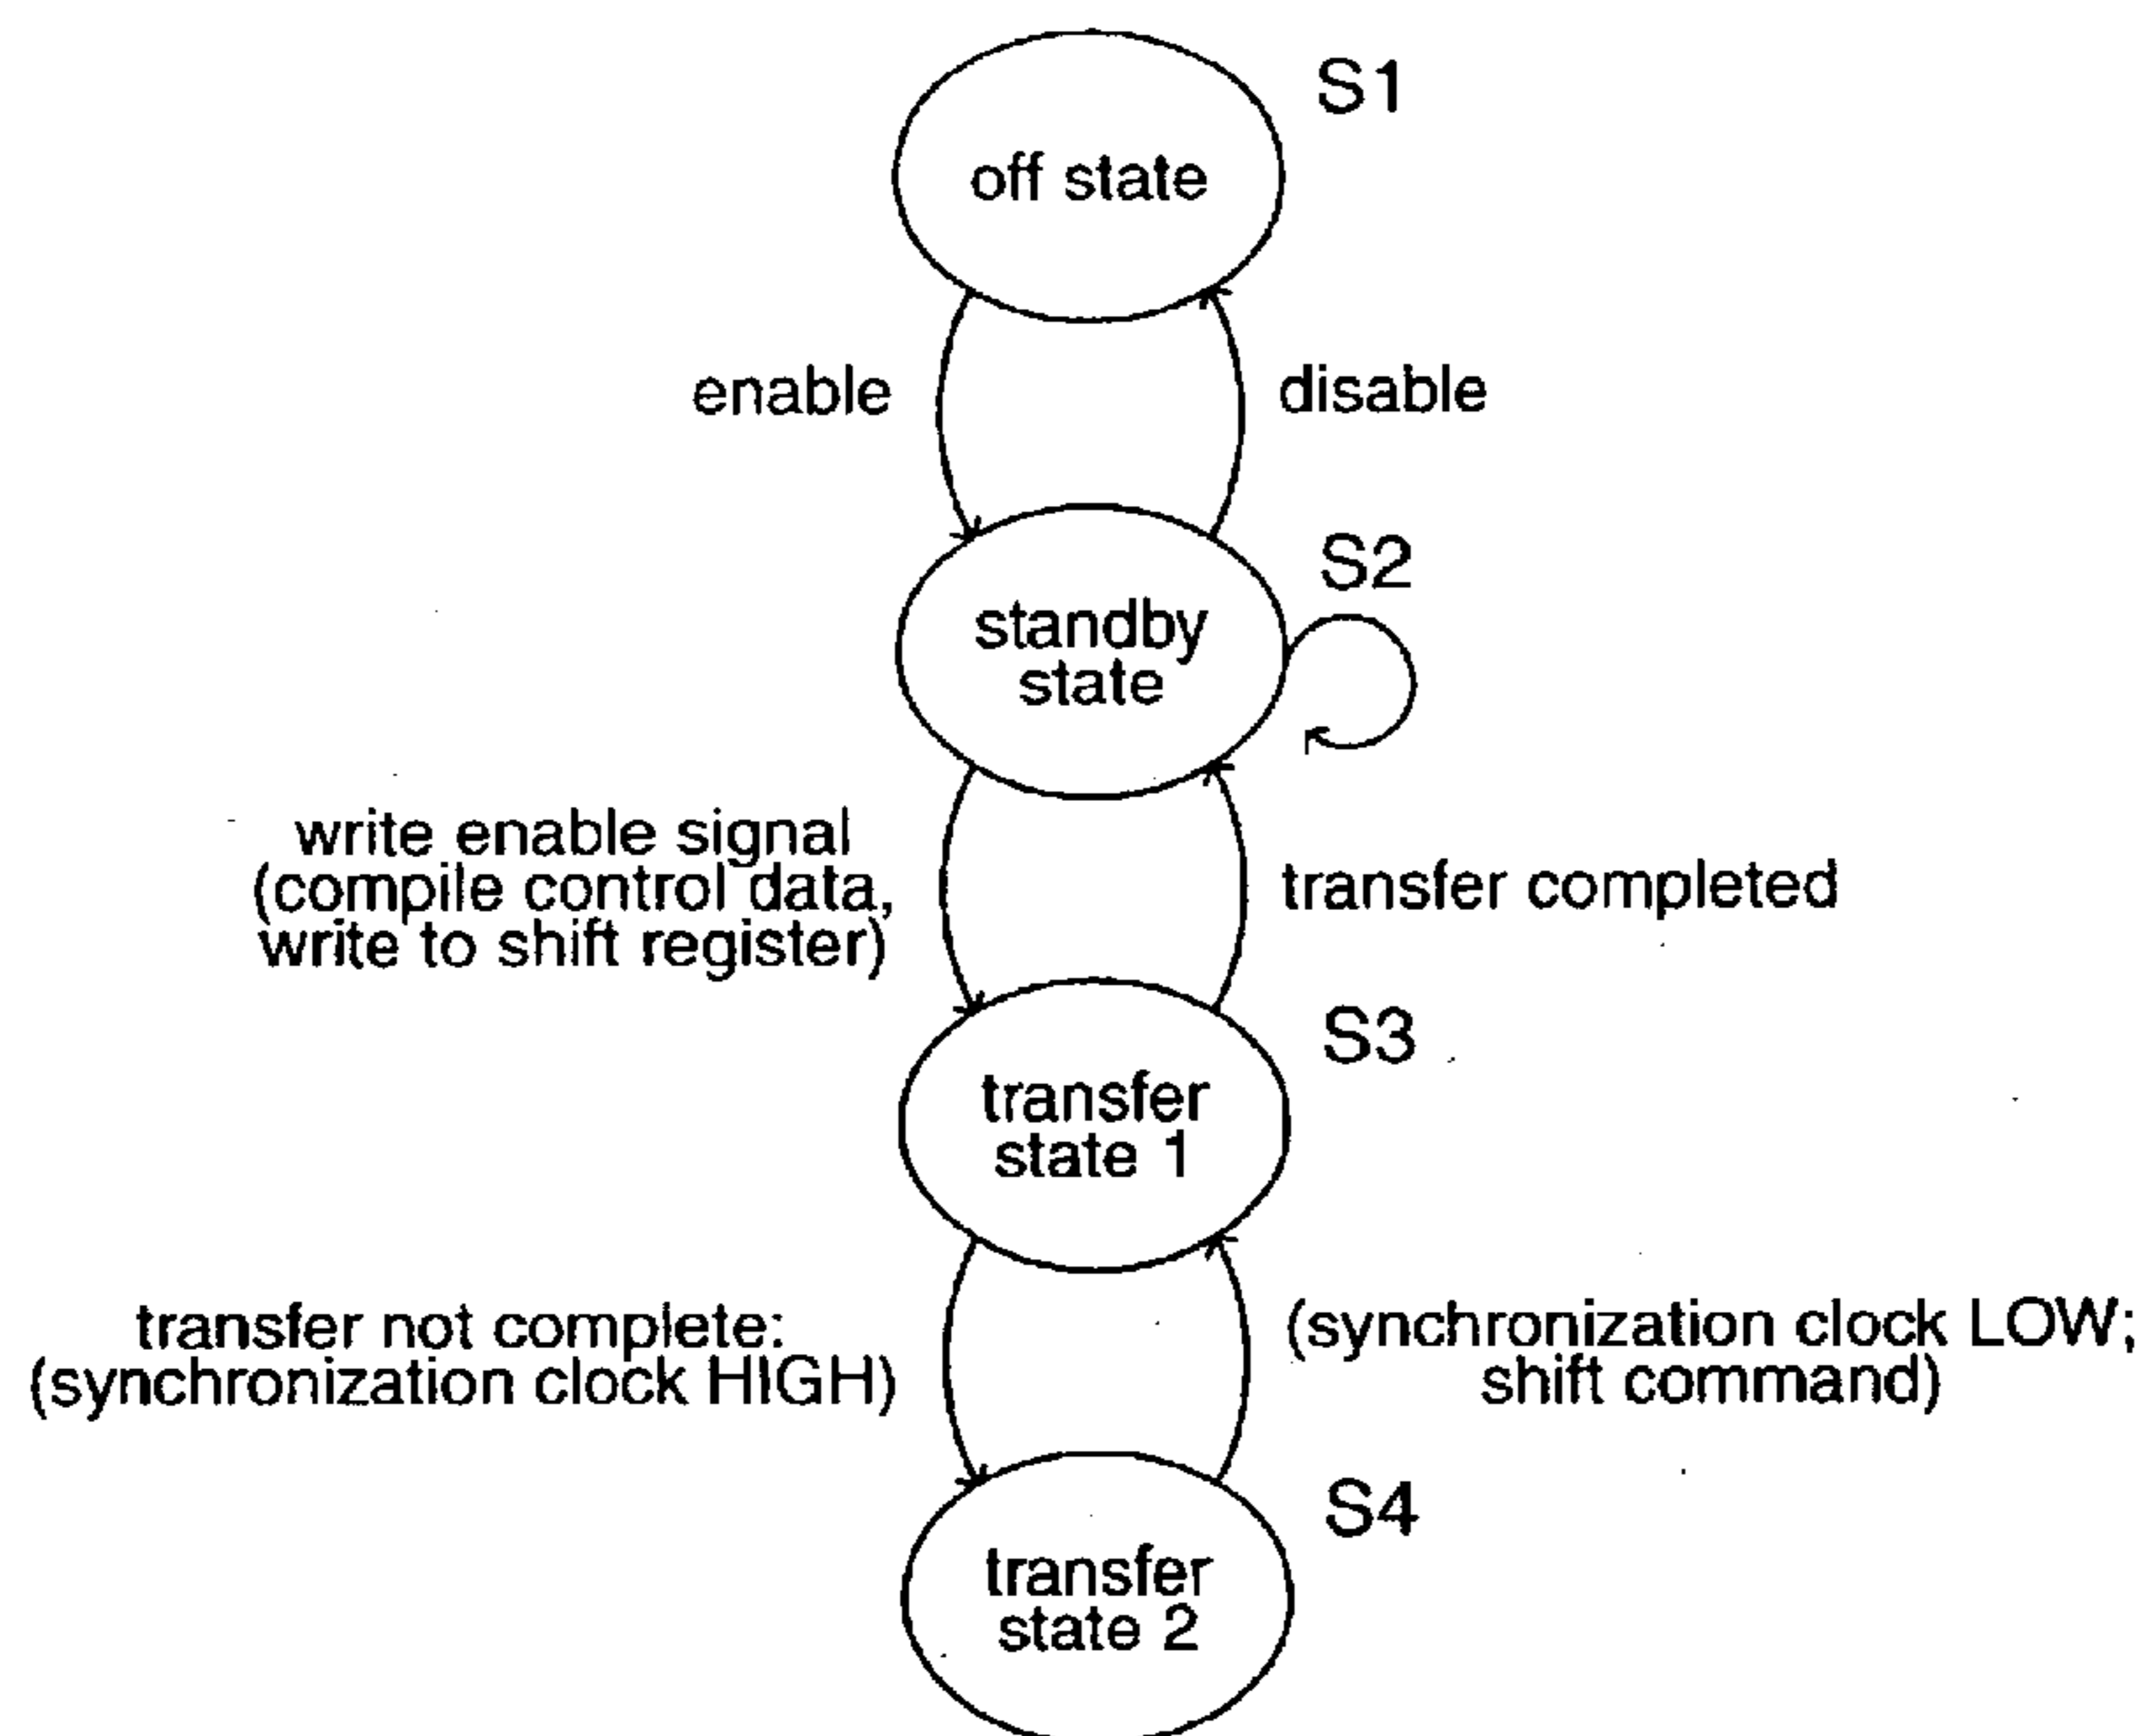 S1
off state
enable
disable
S2
standby
state
write enable signal
(compile control data,
write to shift register)
transfer completed
S3
transfer
state 1
transfer not complete:
(synchronization clock HIGH)
(synchronization clock LOW;
shift command)
S4
transfer
state 2